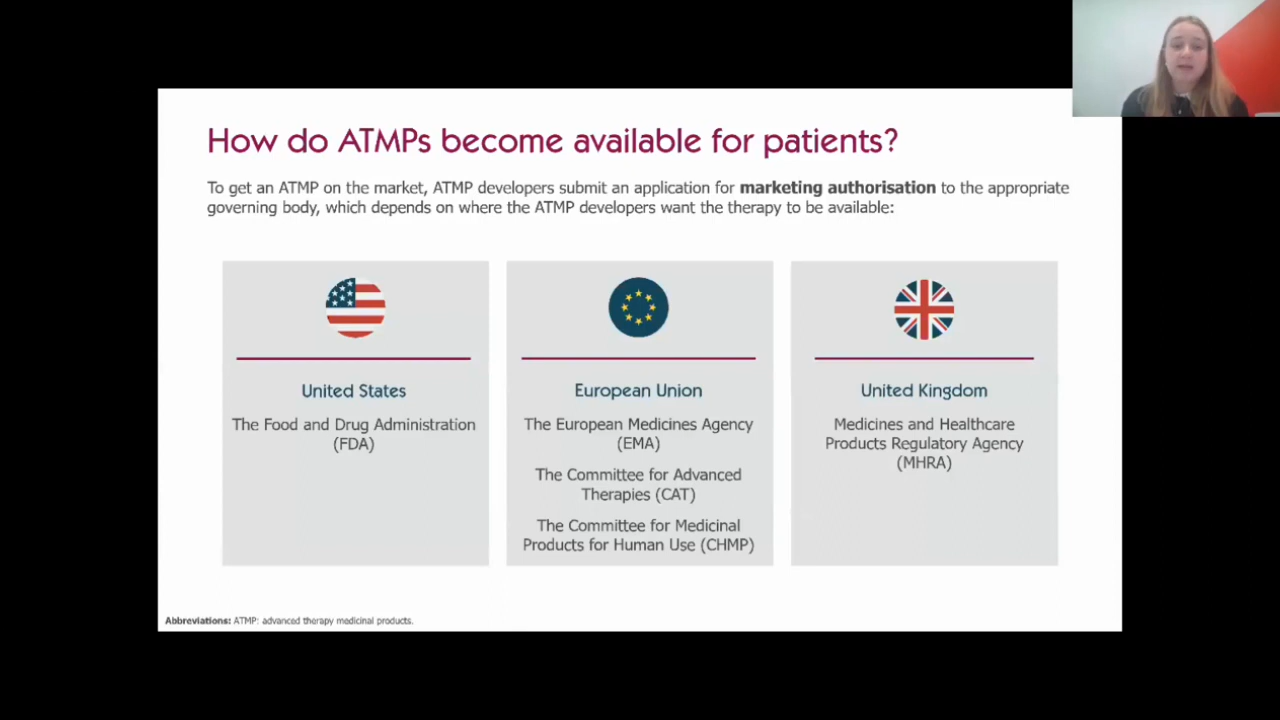 How do ATMPs become available for patients?
To get an ATMP on the market, ATMP developers submit an application for marketing authorisation to the appropriate
governing body, which depends on where the ATMP developers want the therapy to be available:
United States
The Food and Drug Administration
(FDA)
European Union
The European Medicines Agency
(EMA)
The Committee for Advanced
Therapies (CAT)
The Committee for Medicinal
Products for Human Use (CHMP)
United Kingdom
Medicines and Healthcare
Products Regulatory Agency
(MHRA)
Abbreviations: ATMP: advanced therapy medicinal products.